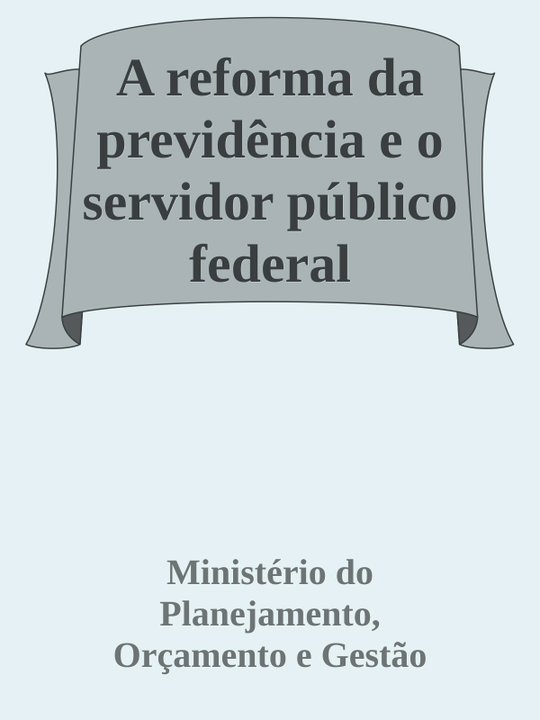 A reforma da
previdência e o
servidor público
federal
Ministério do
Planejamento,
Orçamento e Gestão